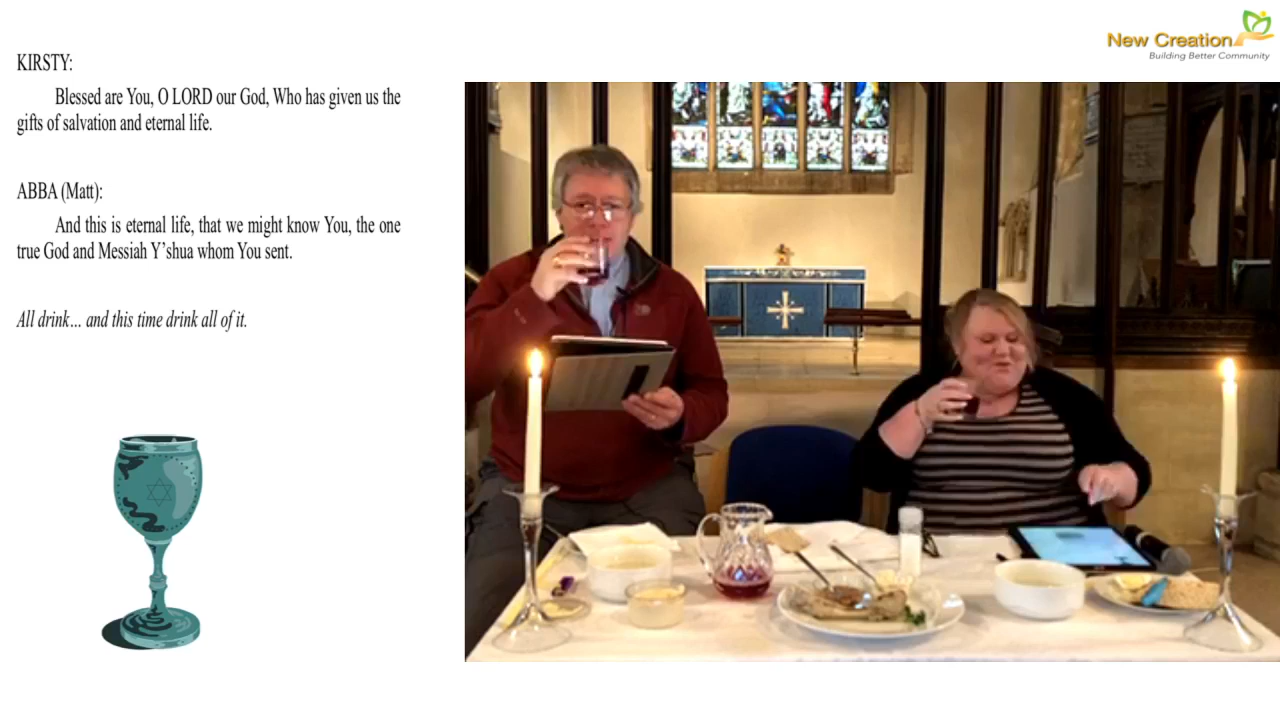 New Creation
Building Better Community
KIRSTY:
Blessed are You, O LORD our God, Who has given us the
gifts of salvation and eternal life.
ABBA (Matt):
And this is eternal life, that we might know You, the one
true God and Messiah Y’shua whom You sent.
All drink… and this time drink all of it.